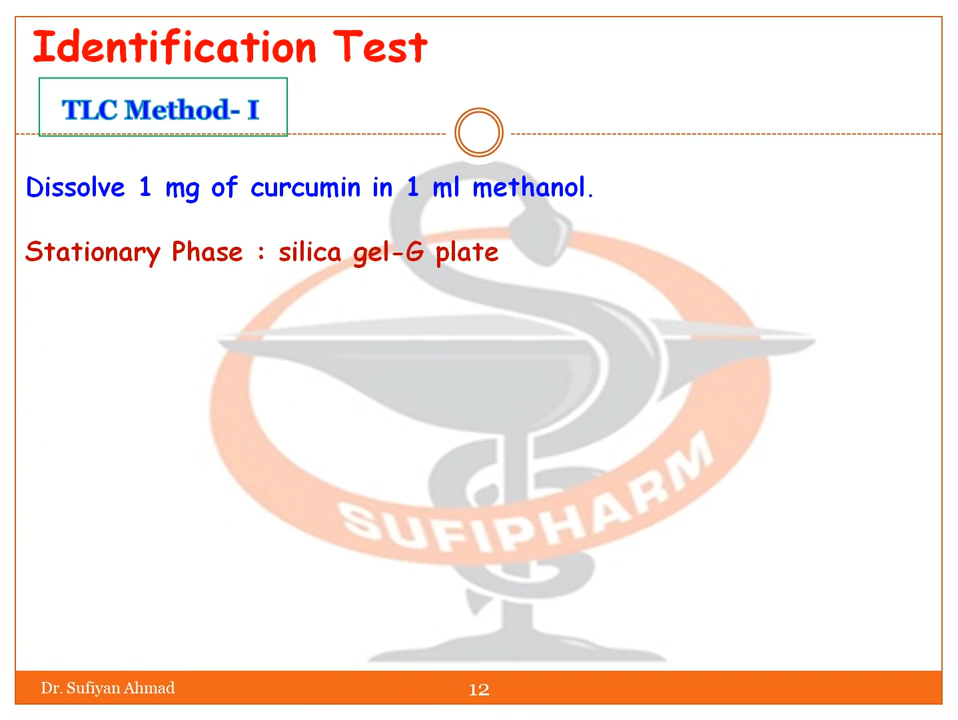 Identification Test
TLC Method- I
Dissolve 1 mg of curcumin in 1 ml methanol.
Stationary Phase : silica gel-G plate
SUFIPHARM
Dr. Sufiyan Ahmad
12